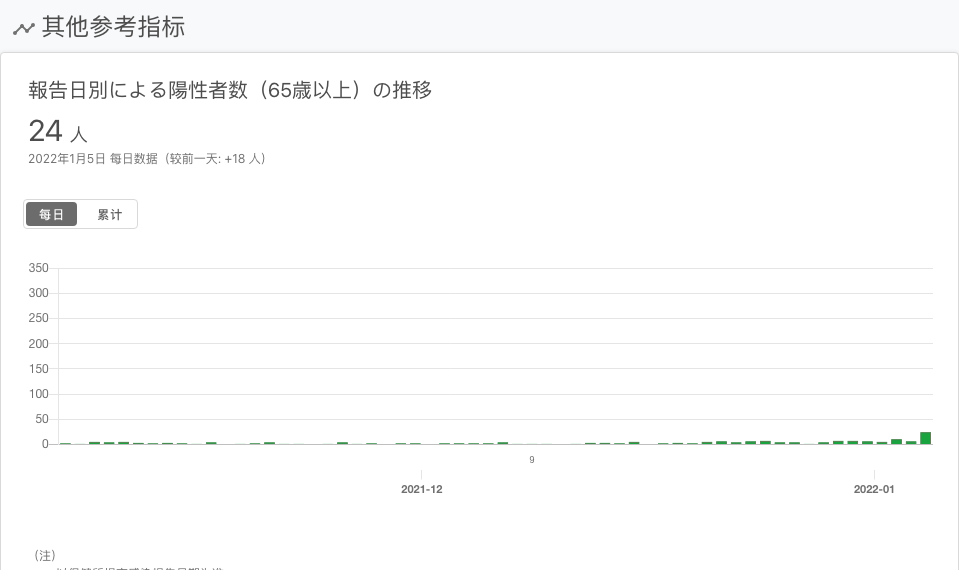 其他参考指标
報告日別による陽性者数（65歳以上）の推移
24 人
2022年1月5日 每日数据（较前一天: +18 人）
每日 累计
350
300
250
200
150
100
50
0
9
2021-12 2022-01
（注）